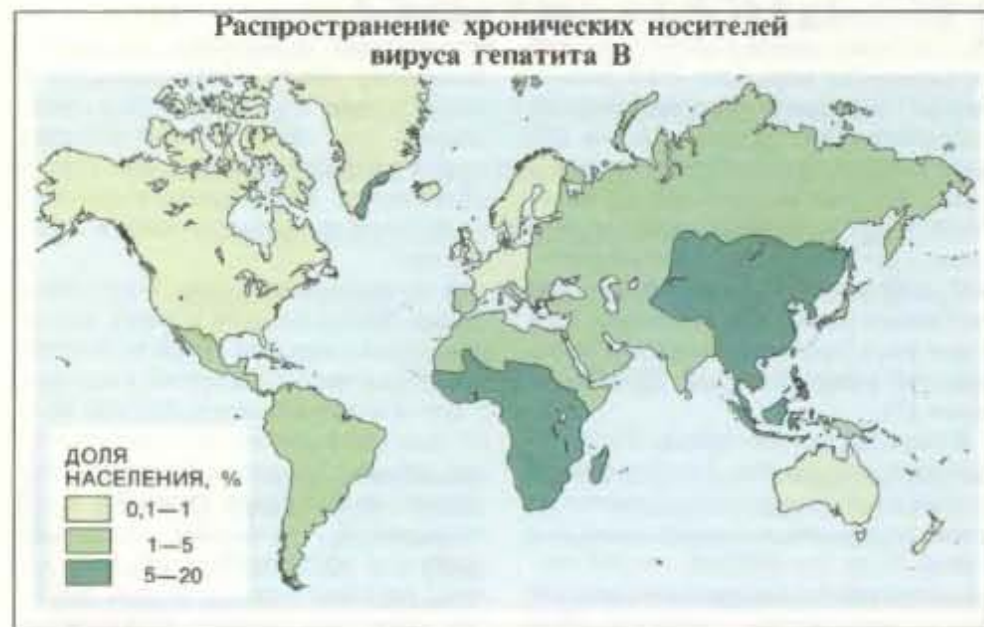 Распространение хронических носителей
вируса гепатита В
ДОЛЯ
НАСЕЛЕНИЯ, %
0,1—1
1—5
5—20